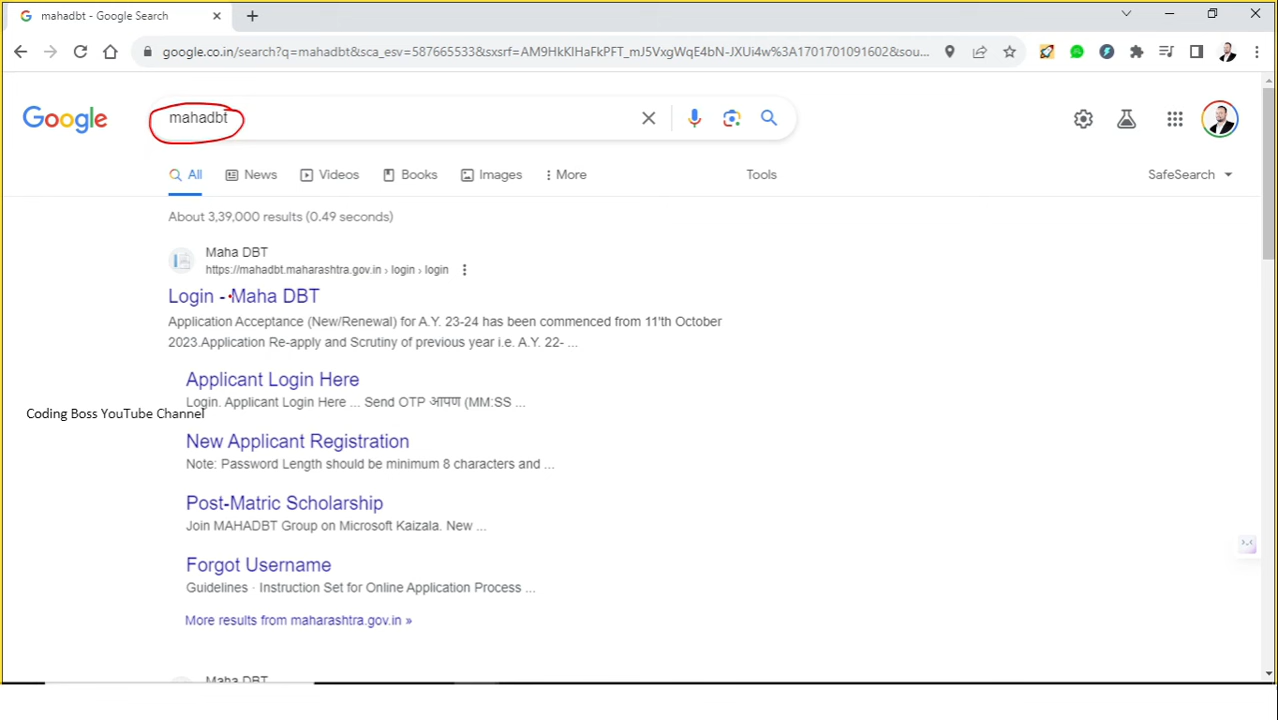 mahadbt - Google Search
google.co.in/search?q=mahadbt&sca_esv=587665533&sxsrf=AM9HkKIHaFkPFT_mJ5VxgWqE4bN-JXUi4w%3A1701701091602&sou...
Google
mahadbt
All
News
Videos
Books
Images
More
Tools
SafeSearch
About 3,39,000 results (0.49 seconds)
Maha DBT
https://mahadbt.maharashtra.gov.in › login › login
Login - Maha DBT
Application Acceptance (New/Renewal) for A.Y. 23-24 has been commenced from 11'th October
2023.Application Re-apply and Scrutiny of previous year i.e. A.Y. 22- ...
Applicant Login Here
Login. Applicant Login Here ... Send OTP आपण (MM:SS ...
Coding Boss YouTube Channel
New Applicant Registration
Note: Password Length should be minimum 8 characters and ...
Post-Matric Scholarship
Join MAHADBT Group on Microsoft Kaizala. New ...
Forgot Username
Guidelines · Instruction Set for Online Application Process ...
More results from maharashtra.gov.in »
Maha DBT